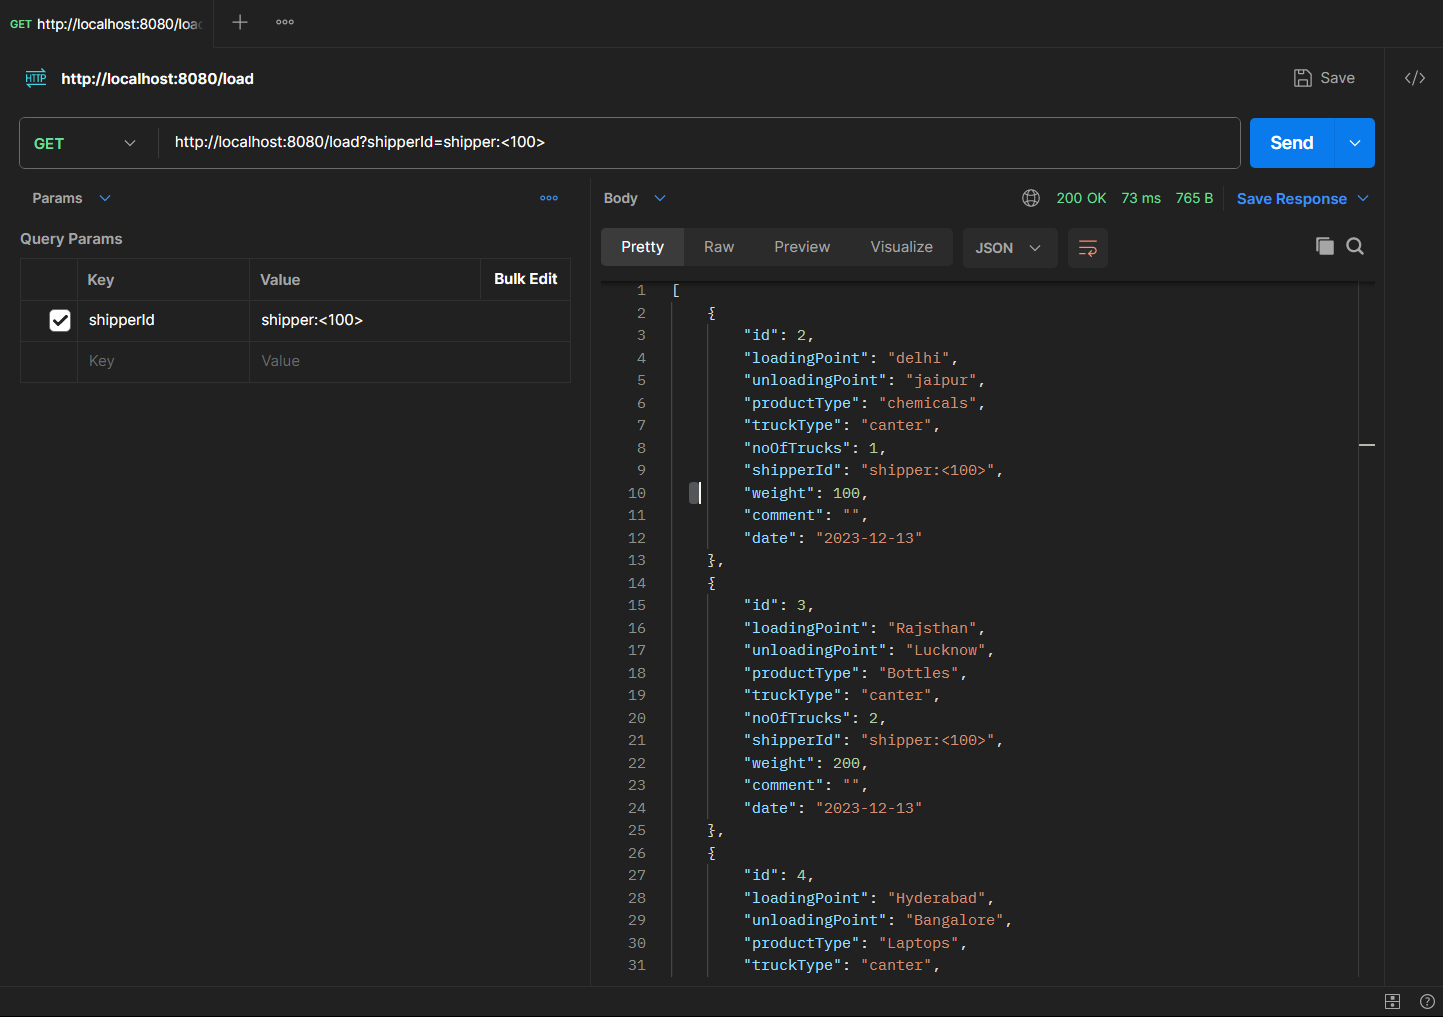 GET http://localhost:8080/loa
http://localhost:8080/load
Save
GET http://localhost:8080/load?shipperId=shipper:<100>
Send
Params
Query Params
Key Value Bulk Edit
shipperId shipper:<100>
Key Value
Body 200 OK 73 ms 765 B Save Response
Pretty Raw Preview Visualize JSON
1 [
2 {
3 "id": 2,
4 "loadingPoint": "delhi",
5 "unloadingPoint": "jaipur",
6 "productType": "chemicals",
7 "truckType": "canter",
8 "noOfTrucks": 1,
9 "shipperId": "shipper:<100>",
10 "weight": 100,
11 "comment": "",
12 "date": "2023-12-13"
13 },
14 {
15 "id": 3,
16 "loadingPoint": "Rajsthan",
17 "unloadingPoint": "Lucknow",
18 "productType": "Bottles",
19 "truckType": "canter",
20 "noOfTrucks": 2,
21 "shipperId": "shipper:<100>",
22 "weight": 200,
23 "comment": "",
24 "date": "2023-12-13"
25 },
26 {
27 "id": 4,
28 "loadingPoint": "Hyderabad",
29 "unloadingPoint": "Bangalore",
30 "productType": "Laptops",
31 "truckType": "canter",